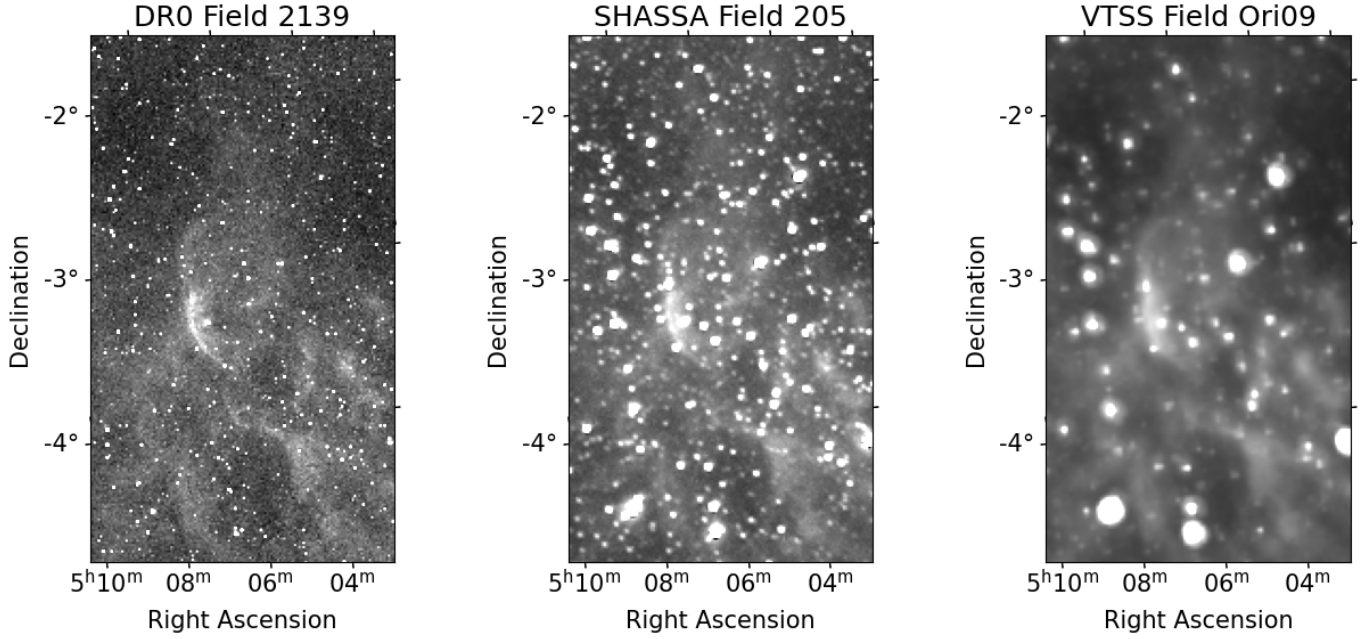 DR0 Field 2139
SHASSA Field 205
VTSS Field Ori09
Declination
-2°
-3°
-4°
5ʰ10ᵐ 08ᵐ 06ᵐ 04ᵐ
Right Ascension
Declination
-2°
-3°
-4°
5ʰ10ᵐ 08ᵐ 06ᵐ 04ᵐ
Right Ascension
Declination
-2°
-3°
-4°
5ʰ10ᵐ 08ᵐ 06ᵐ 04ᵐ
Right Ascension